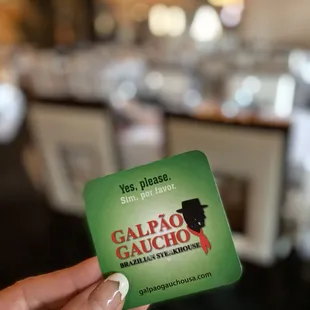 Yes, please.
Sim, por favor.
GALPÃO
GAUCHO
BRAZILIAN STEAKHOUSE
galpaogauchousa.com